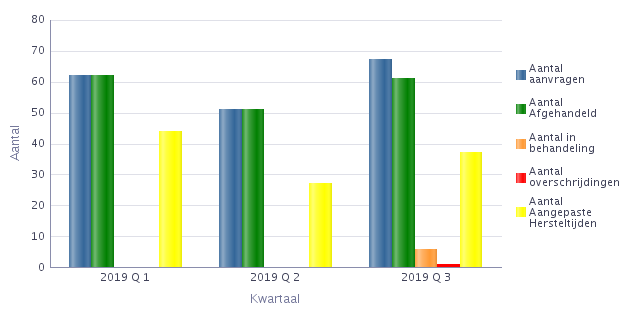 80
70
60
50
40
30
20
10
0
Aantal
2019 Q 1
2019 Q 2
2019 Q 3
Kwartaal
Aantal
aanvragen
Aantal
Afgehandeld
Aantal in
behandeling
Aantal
overschrijdingen
Aantal
Aangepaste
Hersteltijden